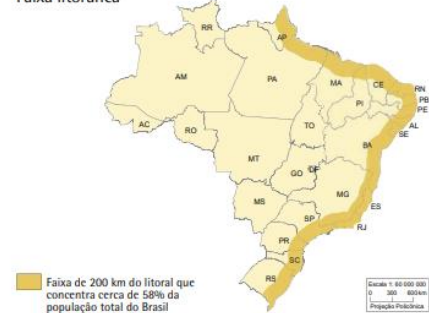 Faixa litorânea
RR
AP
AM
PA
MA
CE
RN
PB
PE
PI
AL
SE
AC
RO
TO
BA
MT
GO
DF
MG
MS
ES
SP
RJ
PR
SC
RS
Faixa de 200 km do litoral que
concentra cerca de 58% da
população total do Brasil
Escala 1: 60 000 000
0 300 600km
Projeção Policônica